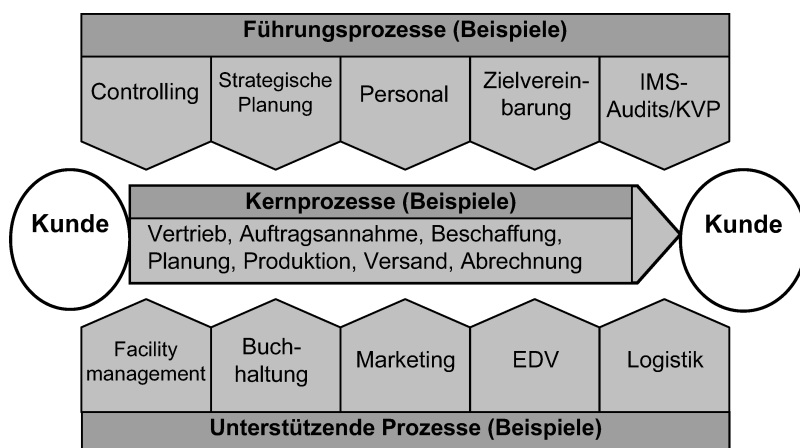 Führungsprozesse (Beispiele)
Controlling
Strategische
Planung
Personal
Zielverein-
barung
IMS-
Audits/KVP
Kunde
Kernprozesse (Beispiele)
Vertrieb, Auftragsannahme, Beschaffung,
Planung, Produktion, Versand, Abrechnung
Kunde
Facility
management
Buch-
haltung
Marketing
EDV
Logistik
Unterstützende Prozesse (Beispiele)